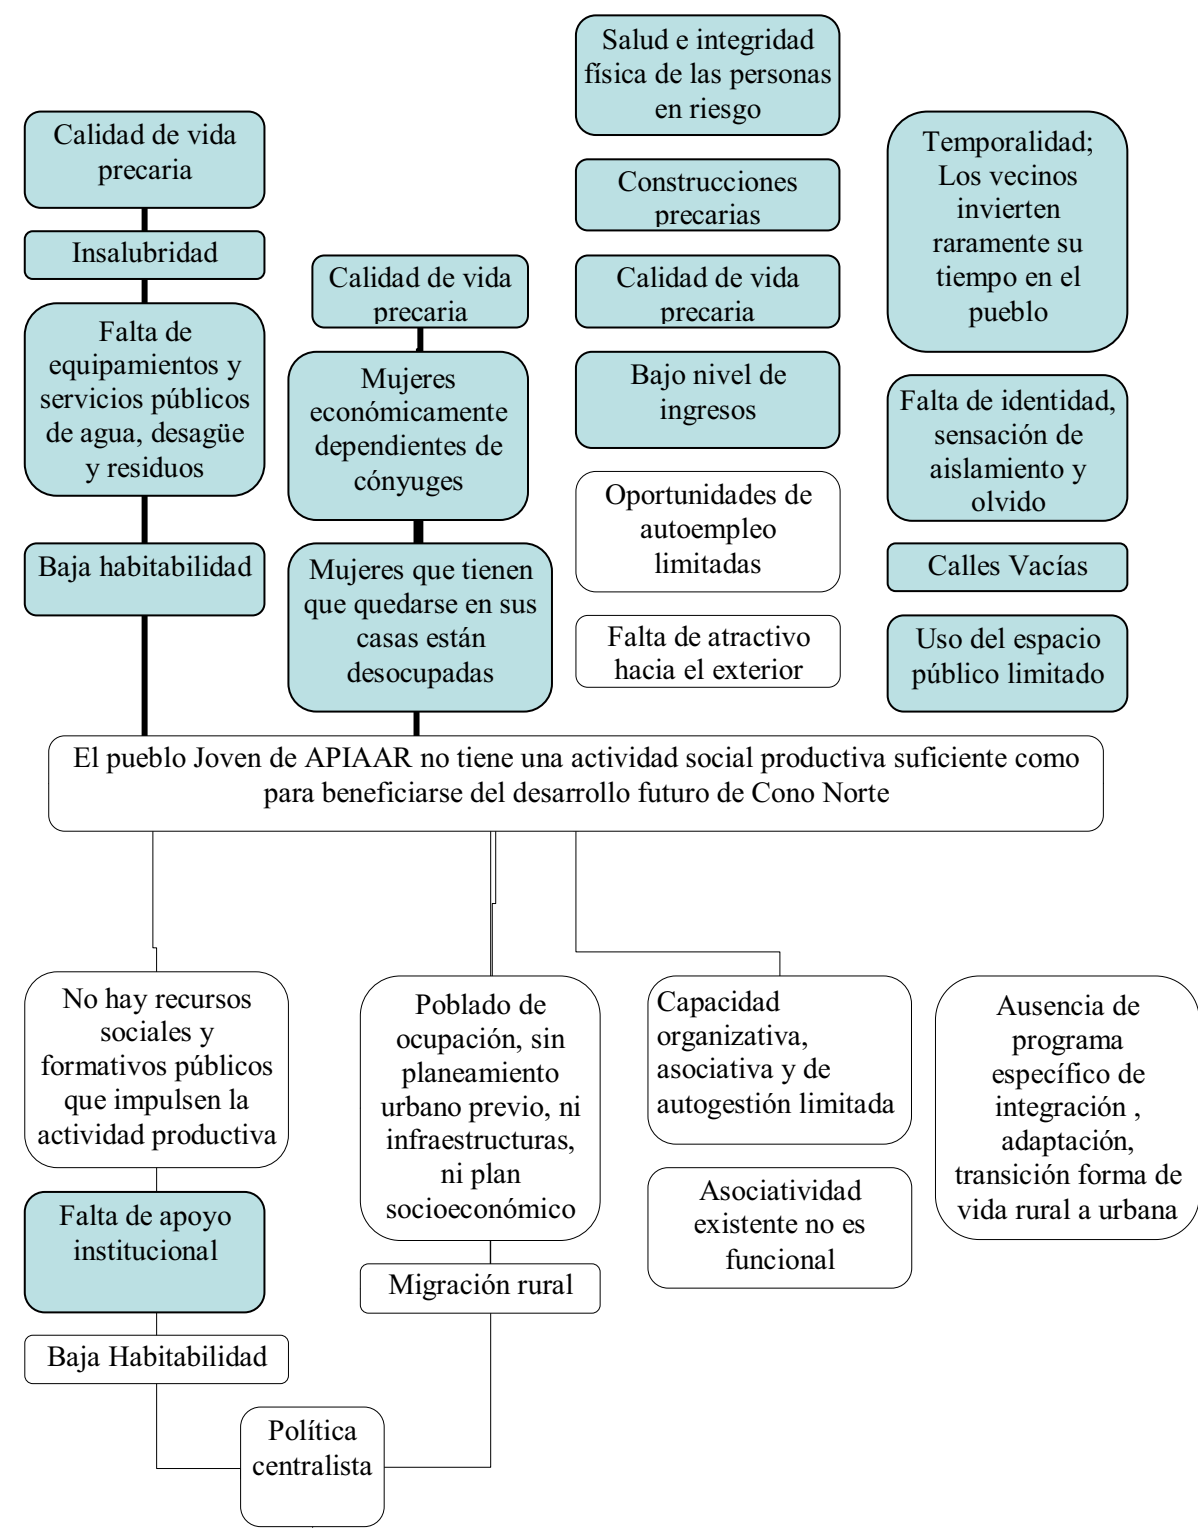 Salud e integridad
física de las personas
en riesgo
Calidad de vida
precaria
Temporalidad;
Los vecinos
invierten
raramente su
tiempo en el
pueblo
Construcciones
precarias
Insalubridad
Calidad de vida
precaria
Calidad de vida
precaria
Falta de
equipamientos y
servicios públicos
de agua, desagüe
y residuos
Mujeres
económicamente
dependientes de
cónyuges
Bajo nivel de
ingresos
Falta de identidad,
sensación de
aislamiento y
olvido
Oportunidades de
autoempleo
limitadas
Baja habitabilidad
Mujeres que tienen
que quedarse en sus
casas están
desocupadas
Calles Vacías
Falta de atractivo
hacia el exterior
Uso del espacio
público limitado
El pueblo Joven de APIAAR no tiene una actividad social productiva suficiente como
para beneficiarse del desarrollo futuro de Cono Norte
No hay recursos
sociales y
formativos públicos
que impulsen la
actividad productiva
Poblado de
ocupación, sin
planeamiento
urbano previo, ni
infraestructuras,
ni plan
socioeconómico
Capacidad
organizativa,
asociativa y de
autogestión limitada
Ausencia de
programa
específico de
integración ,
adaptación,
transición forma de
vida rural a urbana
Asociatividad
existente no es
funcional
Falta de apoyo
institucional
Migración rural
Baja Habitabilidad
Política
centralista